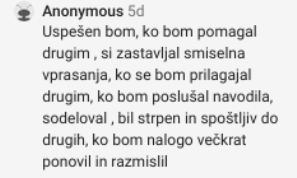 Anonymous 5d
Uspešen bom, ko bom pomagal
drugim , si zastavljal smiselna
vprasanja, ko se bom prilagajal
drugim, ko bom poslušal navodila,
sodeloval , bil strpen in spoštljiv do
drugih, ko bom nalogo večkrat
ponovil in razmislil